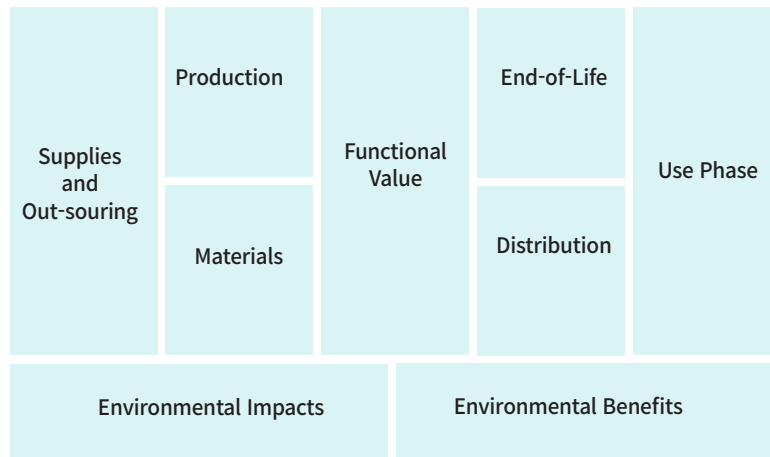 Supplies
and
Out-souring
Production
Materials
Functional
Value
End-of-Life
Distribution
Use Phase
Environmental Impacts
Environmental Benefits